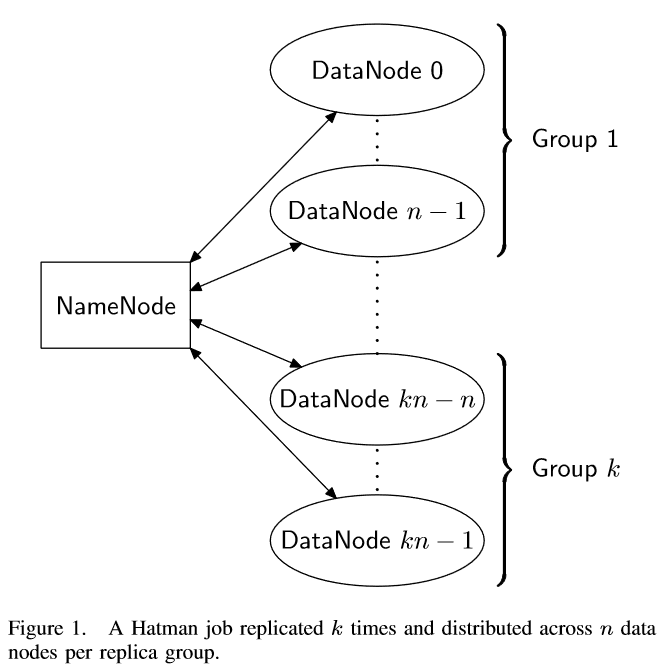 DataNode 0
Group 1
DataNode n − 1
NameNode
DataNode kn − n
Group k
DataNode kn − 1
Figure 1. A Hatman job replicated k times and distributed across n data
nodes per replica group.